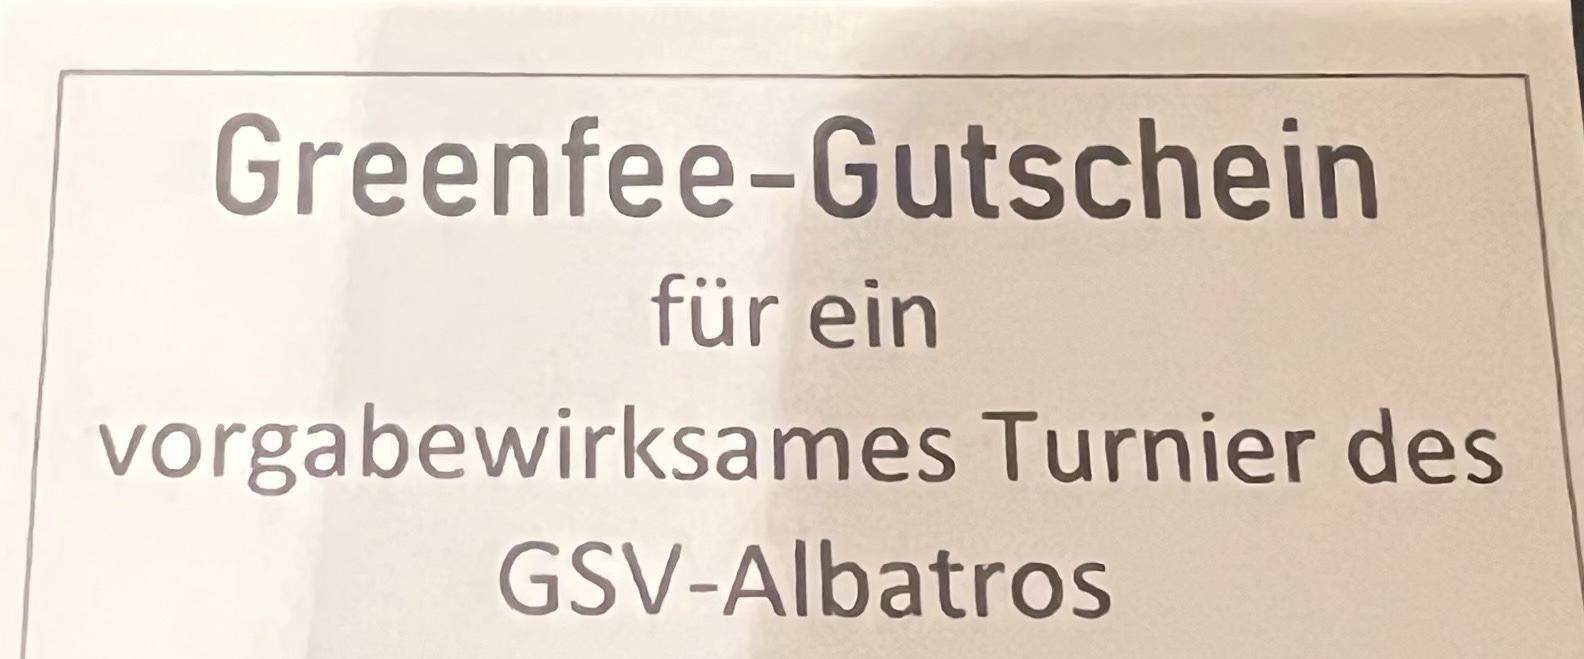 Greenfee-Gutschein
für ein
vorgabewirksames Turnier des
GSV-Albatros